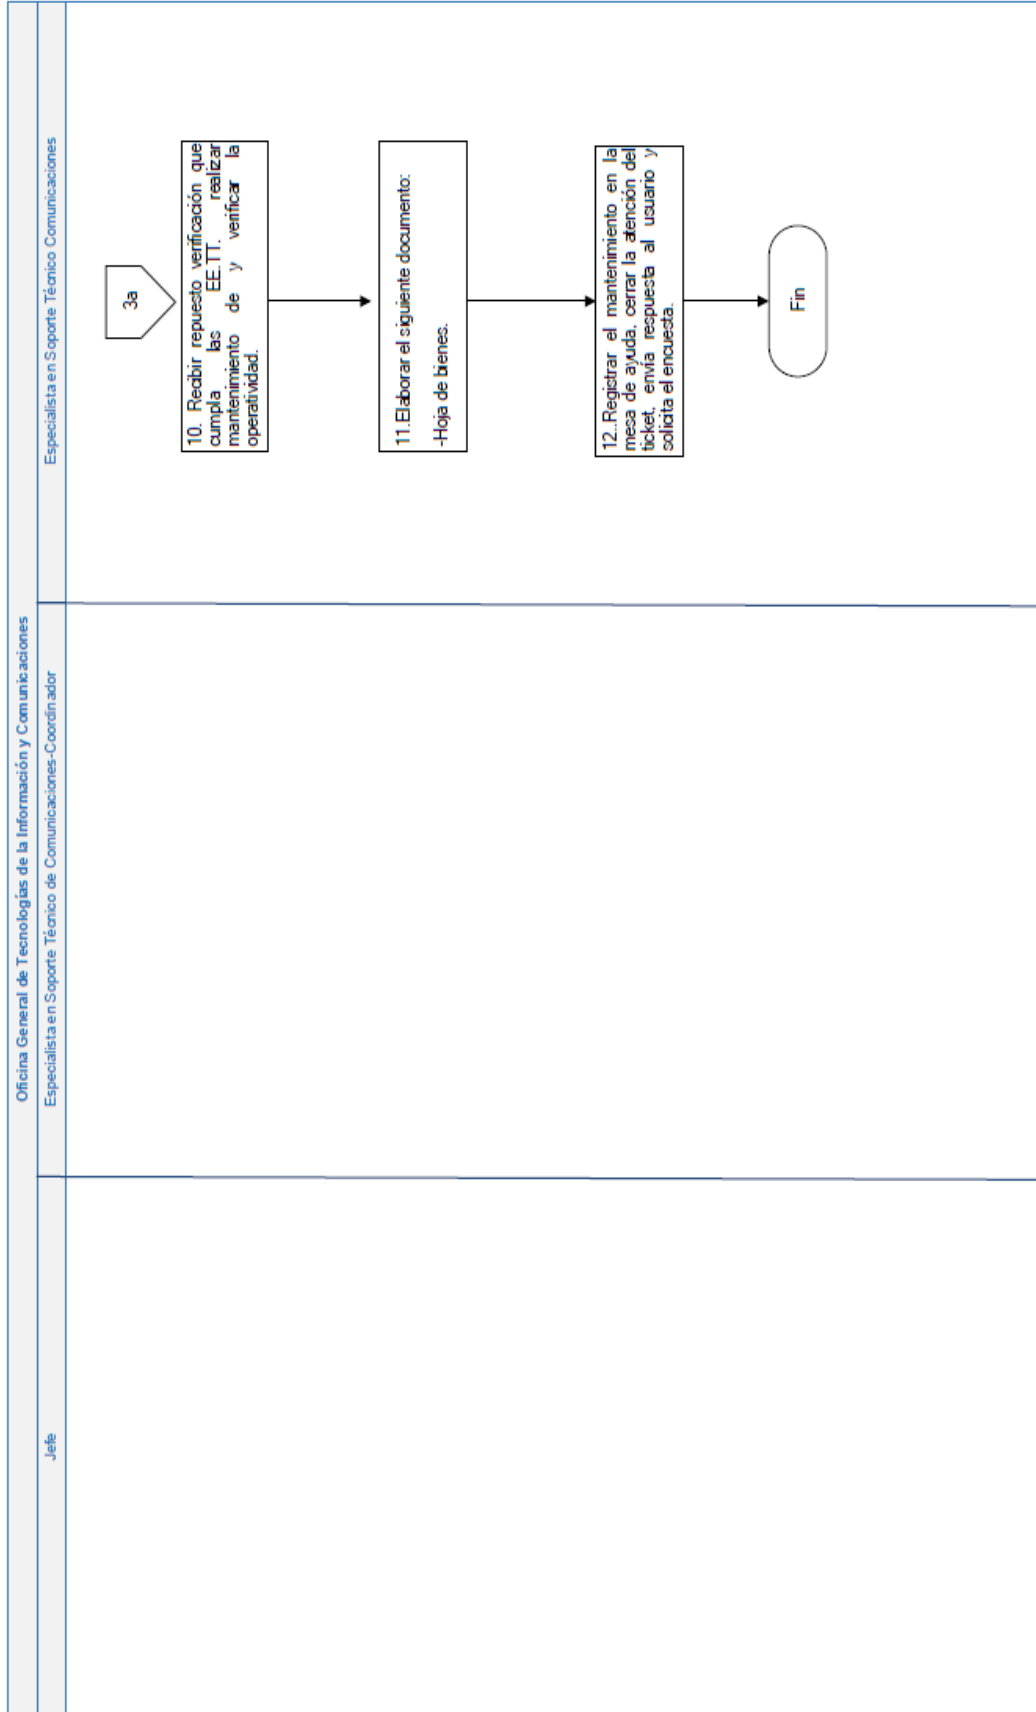 Oficina General de Tecnologías de la Información y Comunicaciones
Jefe
Especialista en Soporte Técnico de Comunicaciones-Coordinador
Especialista en Soporte Técnico Comunicaciones
3a
10. Recibir repuesto verificación que
cumpla las EE.TT. realizar
mantenimiento de y verificar la
operatividad.
11.Elaborar el siguiente documento:
-Hoja de bienes.
12..Registrar el mantenimiento en la
mesa de ayuda, cerrar la atención del
ticket, envía respuesta al usuario y
solicita el encuesta.
Fin